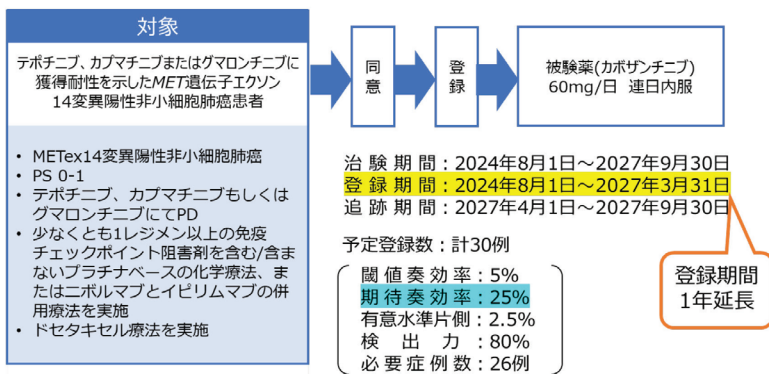 対象
テポチニブ、カプマチニブまたはグマロンチニブに
獲得耐性を示したMET遺伝子エクソン
14変異陽性非小細胞肺癌患者
• METex14変異陽性非小細胞肺癌
• PS 0-1
• テポチニブ、カプマチニブもしくは
グマロンチニブにてPD
• 少なくとも1レジメン以上の免疫
チェックポイント阻害剤を含む/含ま
ないプラチナベースの化学療法、ま
たはニボルマブとイピリムマブの併
用療法を実施
• ドセタキセル療法を実施
同意
登録
被験薬(カボザンチニブ)
60mg/日 連日内服
治験期間：2024年8月1日～2027年9月30日
登録期間：2024年8月1日～2027年3月31日
追跡期間：2027年4月1日～2027年9月30日
予定登録数：計30例
閾値奏効率：5%
期待奏効率：25%
有意水準片側：2.5%
検出力：80%
必要症例数：26例
登録期間
1年延長